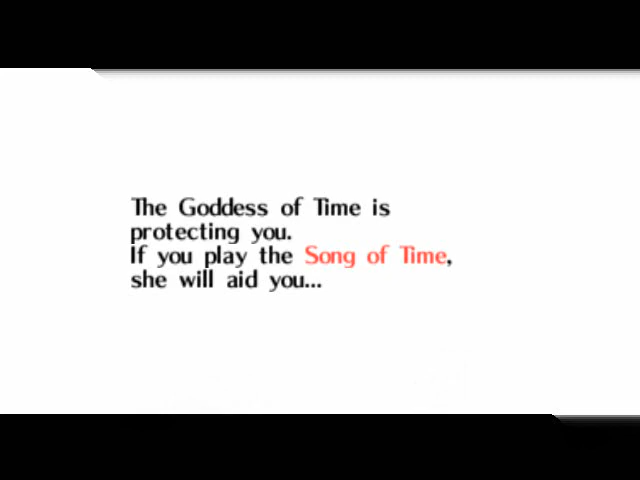 The Goddess of Time is
protecting you.
If you play the Song of Time,
she will aid you...